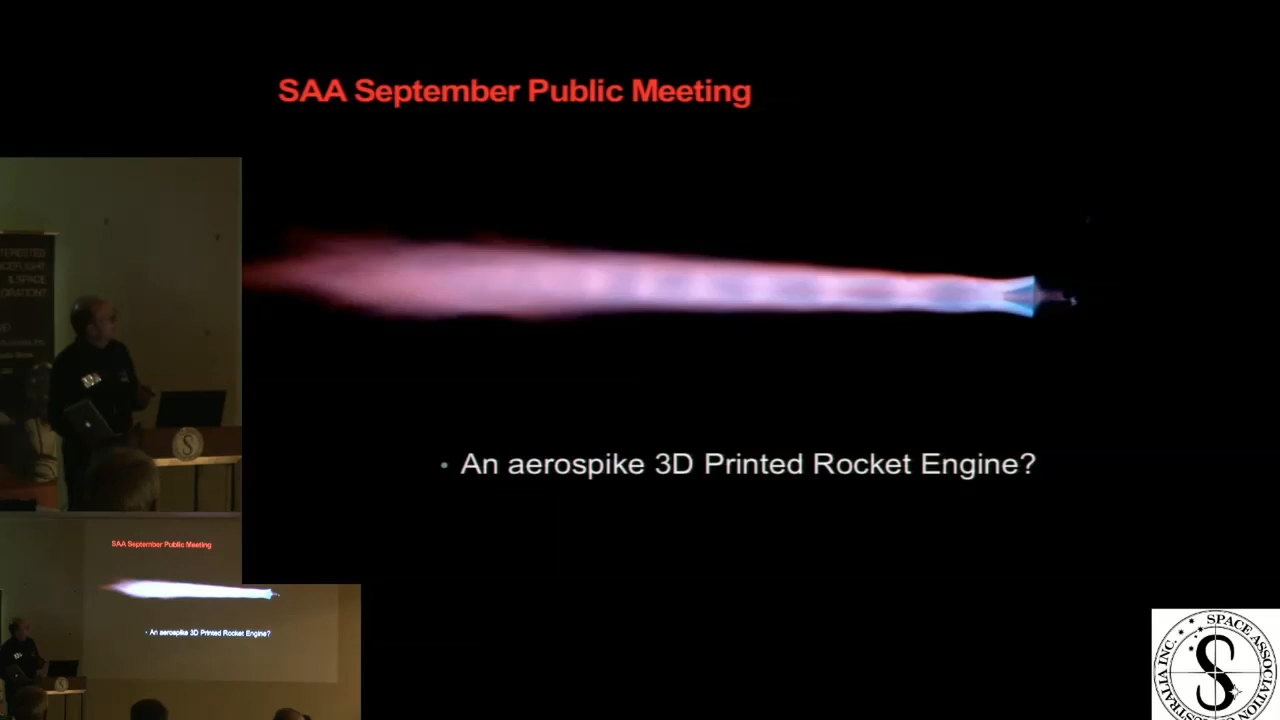 SAA September Public Meeting
• An aerospike 3D Printed Rocket Engine?
& SPACE
S
SAA September Public Meeting
• An aerospike 3D Printed Rocket Engine?
SPACE ASSOCIATION
AUSTRALIA INC.
S